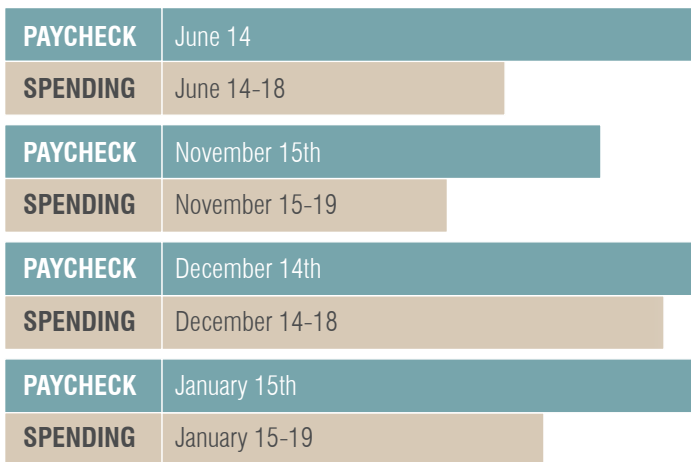 PAYCHECK June 14
SPENDING June 14-18
PAYCHECK November 15th
SPENDING November 15-19
PAYCHECK December 14th
SPENDING December 14-18
PAYCHECK January 15th
SPENDING January 15-19